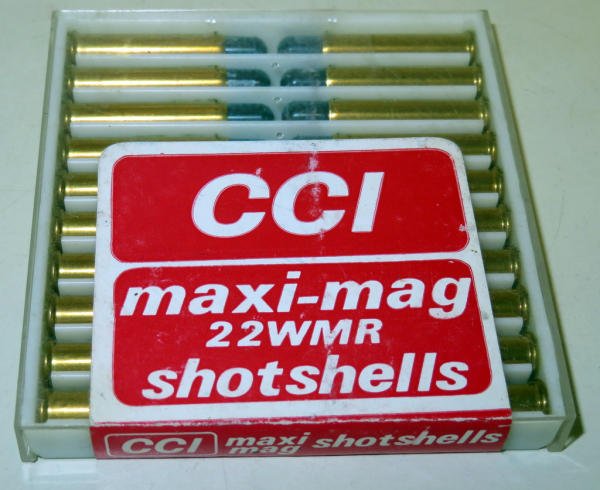 CCI
maxi-mag
22WMR
shotshells
CCI maxi mag shotshells